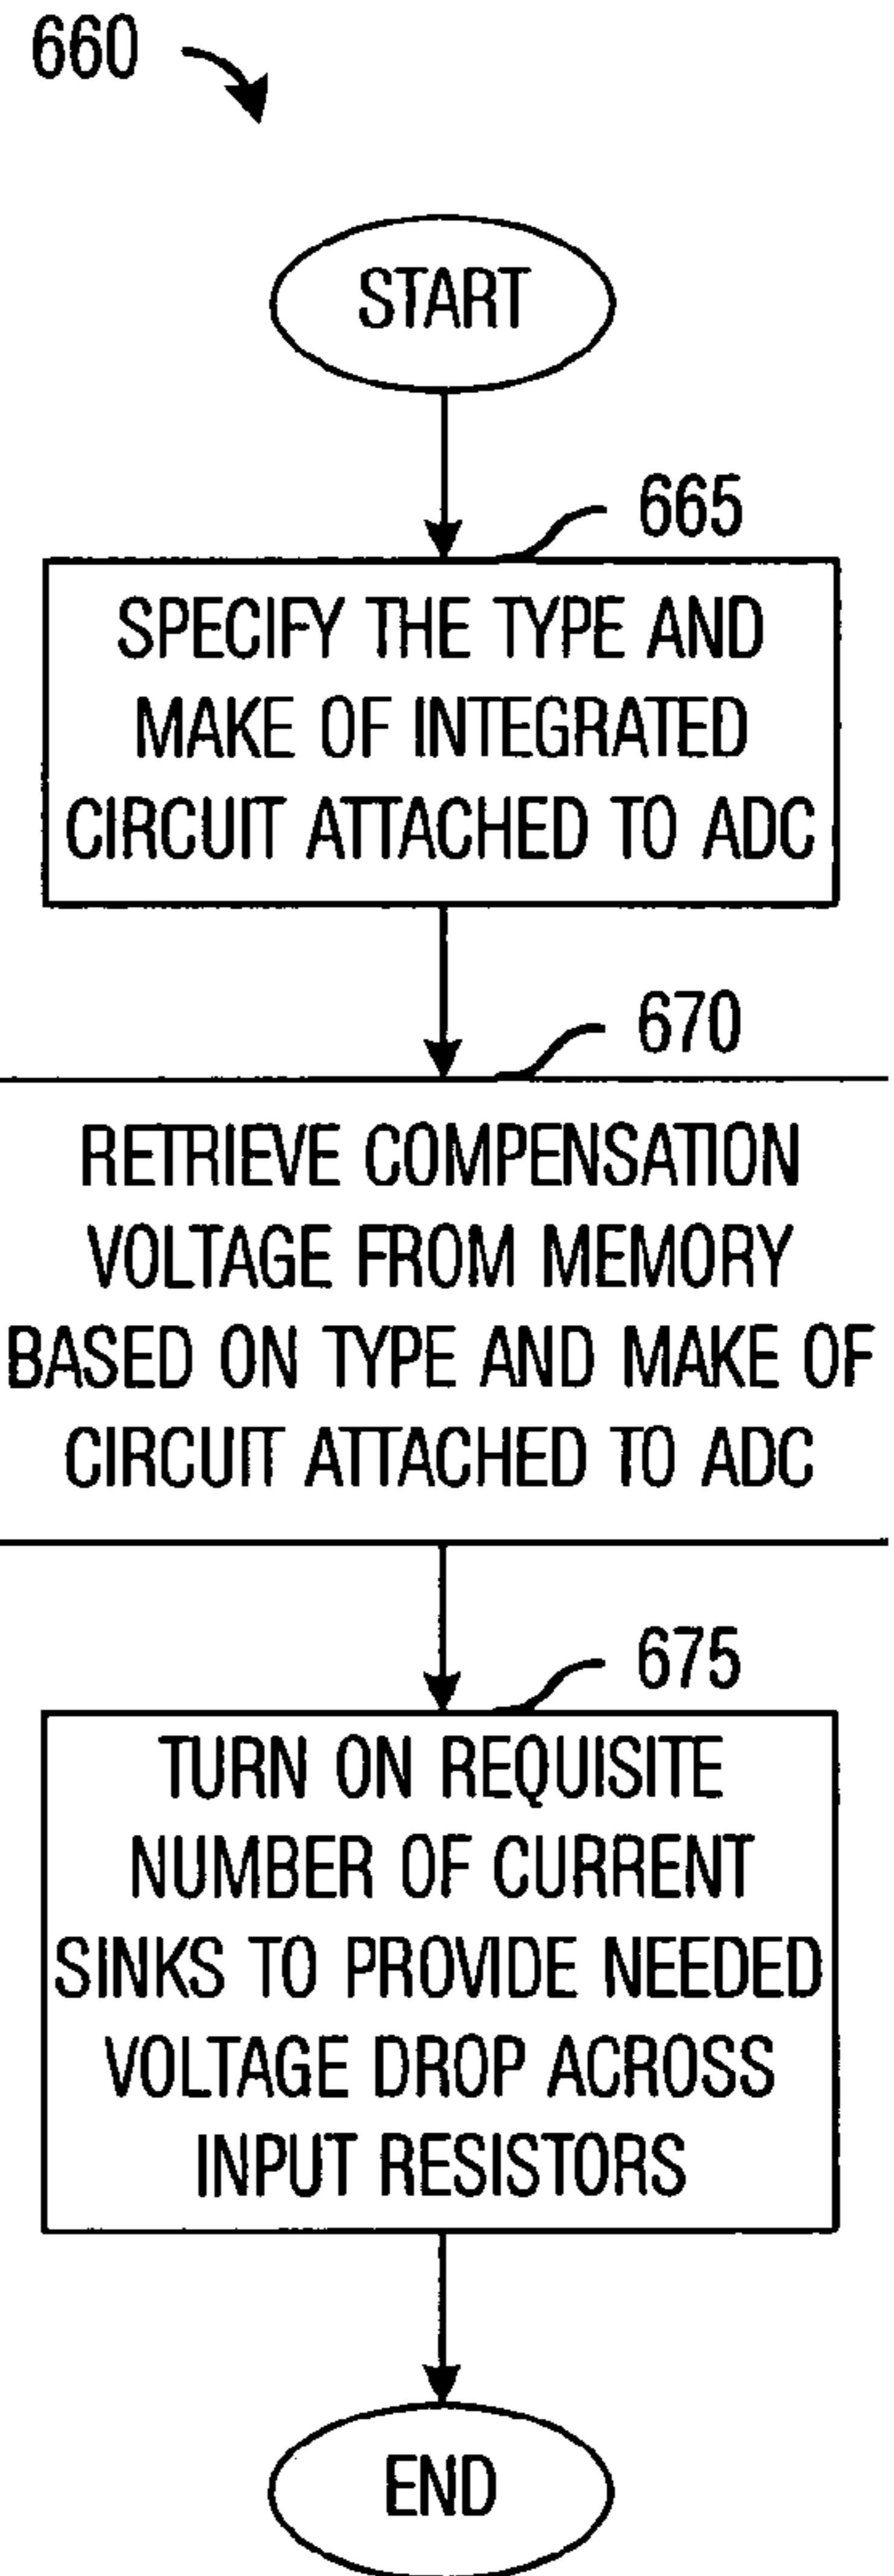 660
START
665
SPECIFY THE TYPE AND
MAKE OF INTEGRATED
CIRCUIT ATTACHED TO ADC
670
RETRIEVE COMPENSATION
VOLTAGE FROM MEMORY
BASED ON TYPE AND MAKE OF
CIRCUIT ATTACHED TO ADC
675
TURN ON REQUISITE
NUMBER OF CURRENT
SINKS TO PROVIDE NEEDED
VOLTAGE DROP ACROSS
INPUT RESISTORS
END